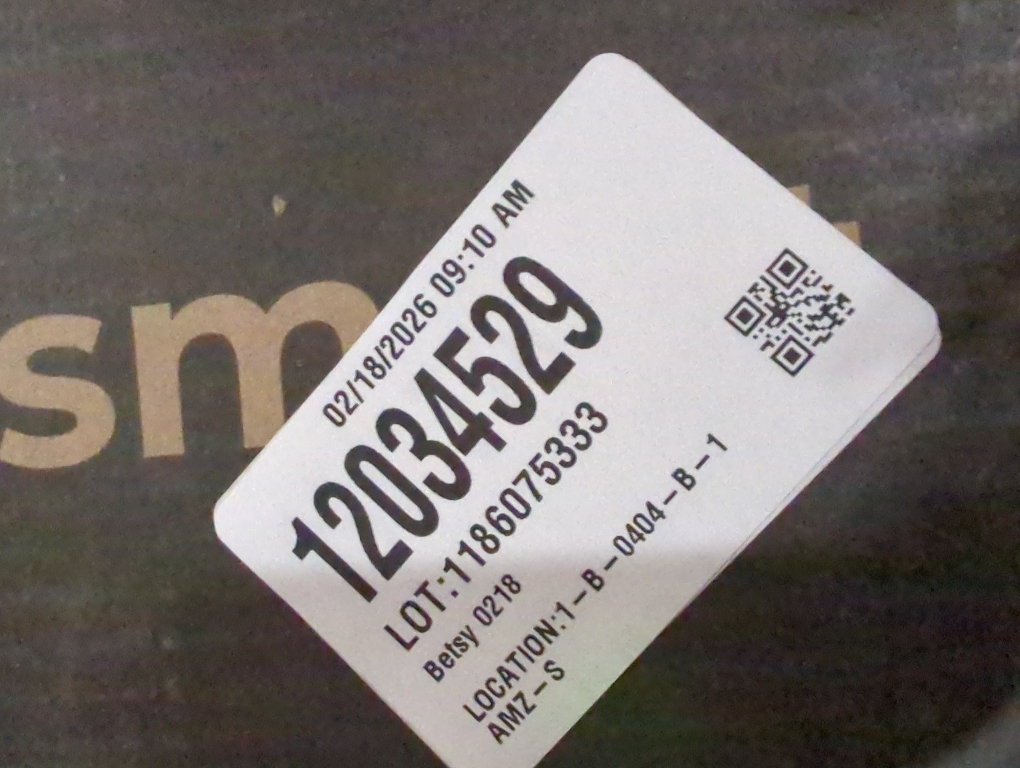 sm
02/18/2026 09:10 AM
12034529
LOT:1186075333
Betsy 0218
LOCATION:1-B-0404-B-1
AMZ-S